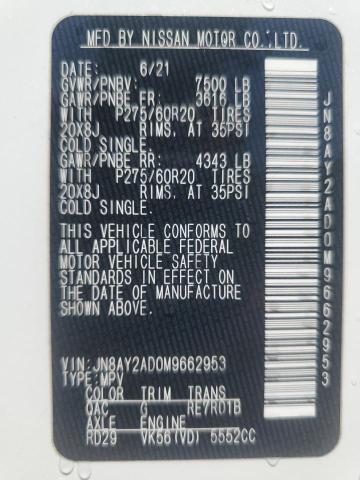 MFD BY NISSAN MOTOR CO.,LTD.
DATE: 6/21
GVWR/PNBV: 7500 LB
GAWR/PNBE FR: 3616 LB
WITH P275/60R20 TIRES
20X8J RIMS, AT 35PSI
COLD SINGLE.
GAWR/PNBE RR: 4343 LB
WITH P275/60R20 TIRES
20X8J RIMS, AT 35PSI
COLD SINGLE.
THIS VEHICLE CONFORMS TO
ALL APPLICABLE FEDERAL
MOTOR VEHICLE SAFETY
STANDARDS IN EFFECT ON
THE DATE OF MANUFACTURE
SHOWN ABOVE.
VIN:JN8AY2AD0M9662953
TYPE:MPV
COLOR TRIM TRANS
QAC G RE7R01B
AXLE ENGINE
RD29 VK56(VD) 5552CC
JN8AY2AD0M9662953